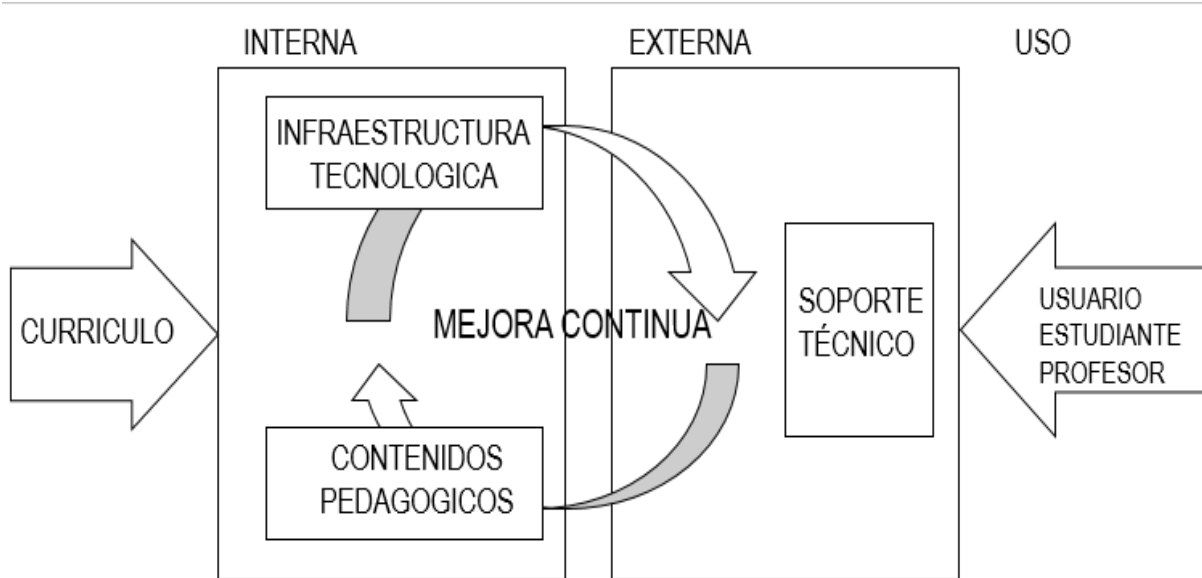 INTERNA
EXTERNA
USO
INFRAESTRUCTURA
TECNOLOGICA
CURRICULO
MEJORA CONTINUA
SOPORTE
TÉCNICO
USUARIO
ESTUDIANTE
PROFESOR
CONTENIDOS
PEDAGOGICOS